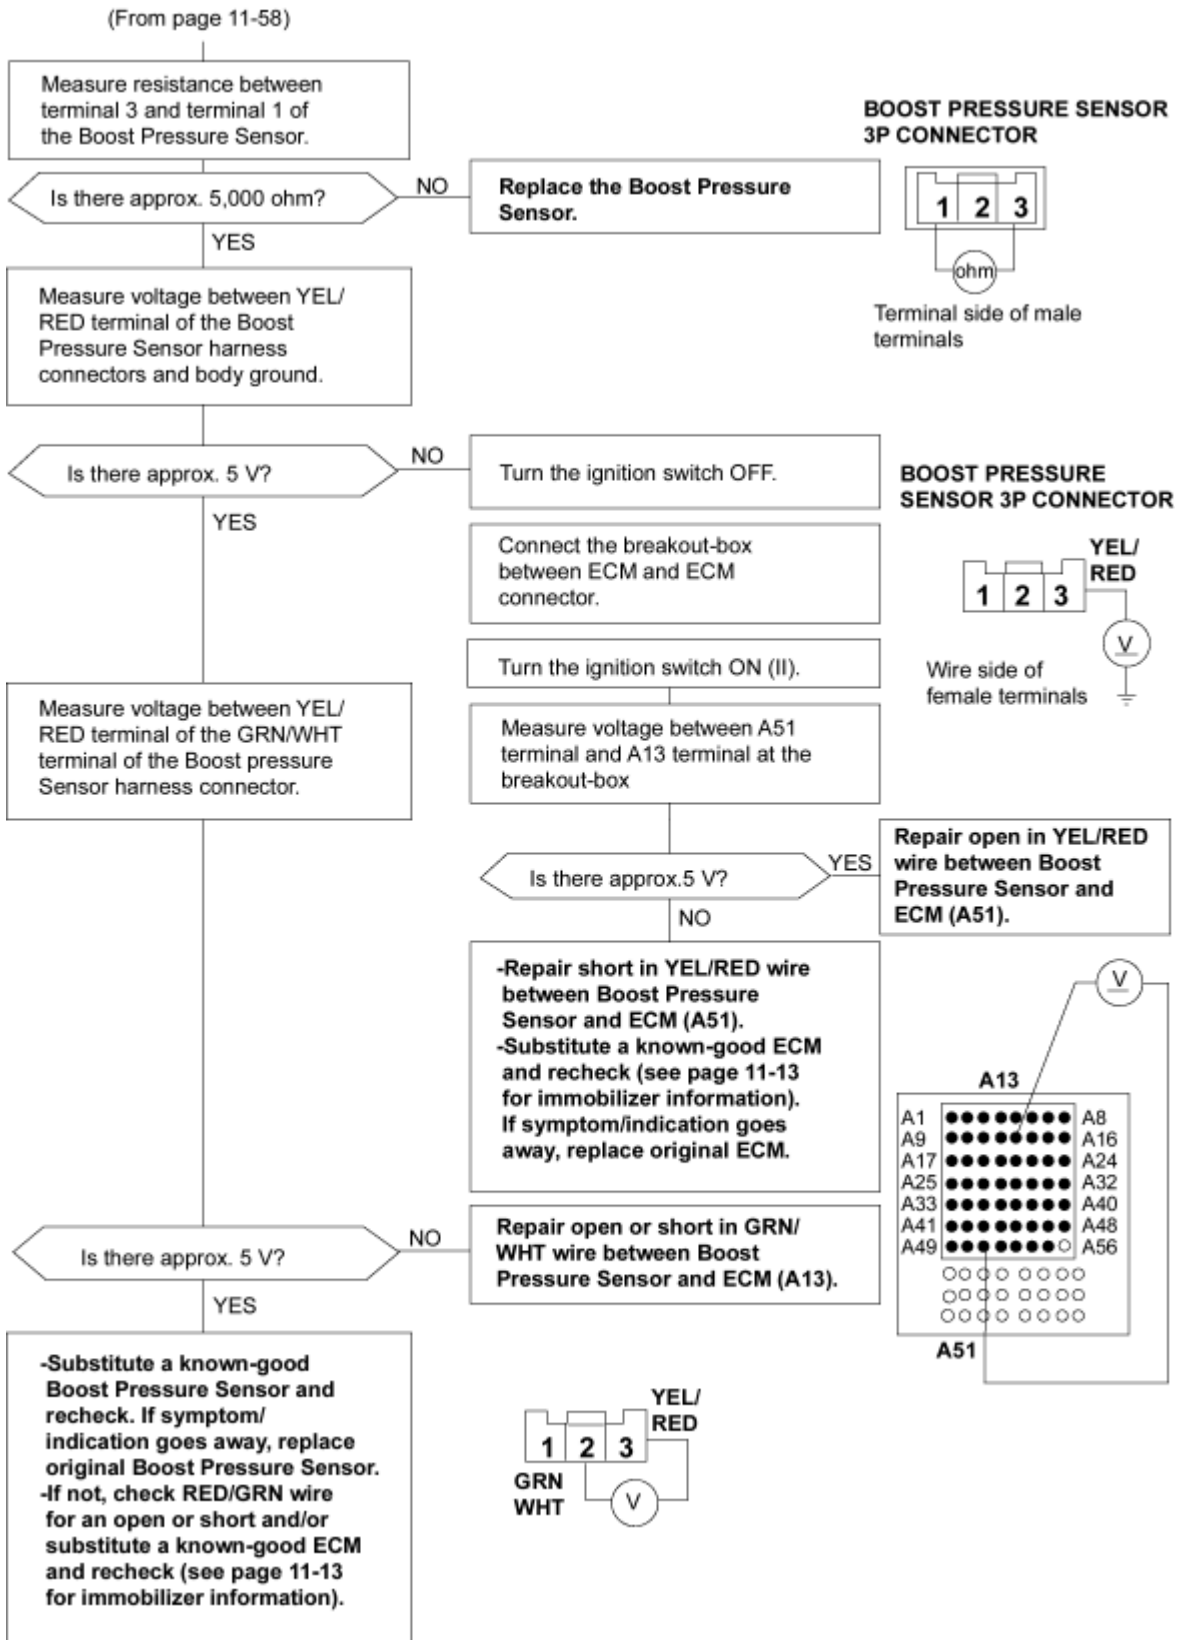 (From page 11-58)
Measure resistance between
terminal 3 and terminal 1 of
the Boost Pressure Sensor.
BOOST PRESSURE SENSOR
3P CONNECTOR
Is there approx. 5,000 ohm?
NO
Replace the Boost Pressure
Sensor.
1 2 3
ohm
Terminal side of male
terminals
YES
Measure voltage between YEL/
RED terminal of the Boost
Pressure Sensor harness
connectors and body ground.
Is there approx. 5 V?
NO
Turn the ignition switch OFF.
BOOST PRESSURE
SENSOR 3P CONNECTOR
YES
Connect the breakout-box
between ECM and ECM
connector.
YEL/
RED
1 2 3
V
Wire side of
female terminals
Turn the ignition switch ON (II).
Measure voltage between YEL/
RED terminal of the GRN/WHT
terminal of the Boost pressure
Sensor harness connector.
Measure voltage between A51
terminal and A13 terminal at the
breakout-box
Is there approx.5 V?
YES
Repair open in YEL/RED
wire between Boost
Pressure Sensor and
ECM (A51).
NO
-Repair short in YEL/RED wire
between Boost Pressure
Sensor and ECM (A51).
-Substitute a known-good ECM
and recheck (see page 11-13
for immobilizer information).
If symptom/indication goes
away, replace original ECM.
V
A13
A1 A8
A9 A16
A17 A24
A25 A32
A33 A40
A41 A48
A49 A56
A51
Is there approx. 5 V?
NO
Repair open or short in GRN/
WHT wire between Boost
Pressure Sensor and ECM (A13).
YES
-Substitute a known-good
Boost Pressure Sensor and
recheck. If symptom/
indication goes away, replace
original Boost Pressure Sensor.
-If not, check RED/GRN wire
for an open or short and/or
substitute a known-good ECM
and recheck (see page 11-13
for immobilizer information).
YEL/
RED
1 2 3
GRN
WHT
V